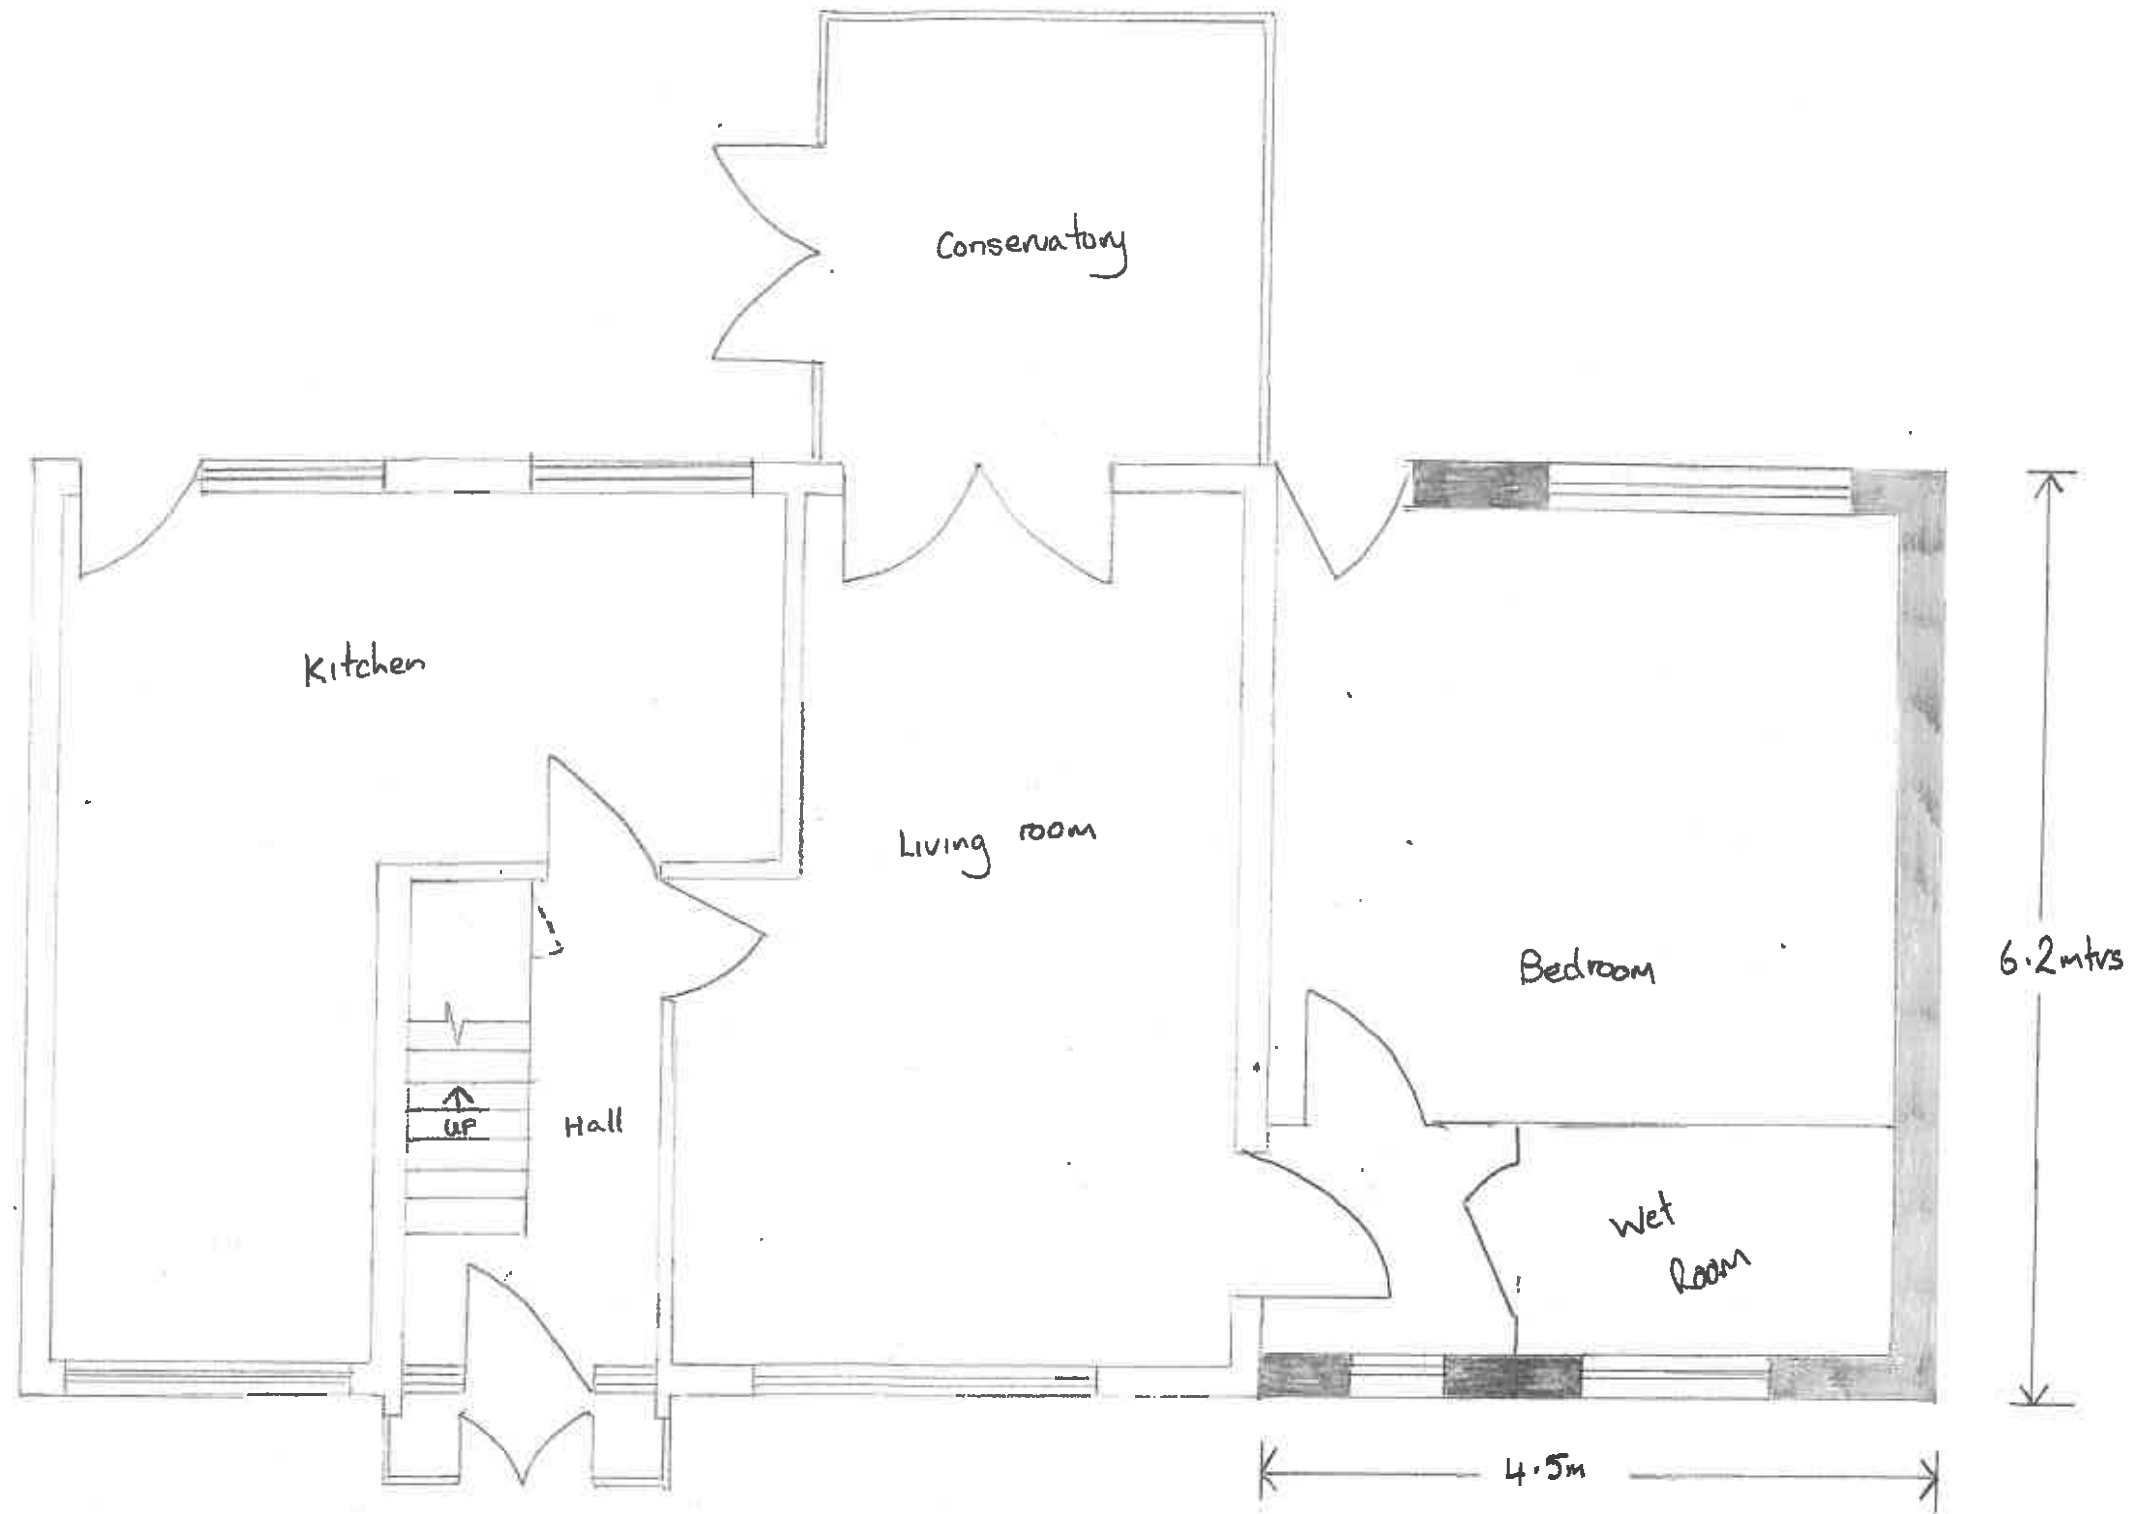 Conservatory
Kitchen
Living room
Bedroom
6.2mtrs
UP
Hall
Wet
Room
4.5m